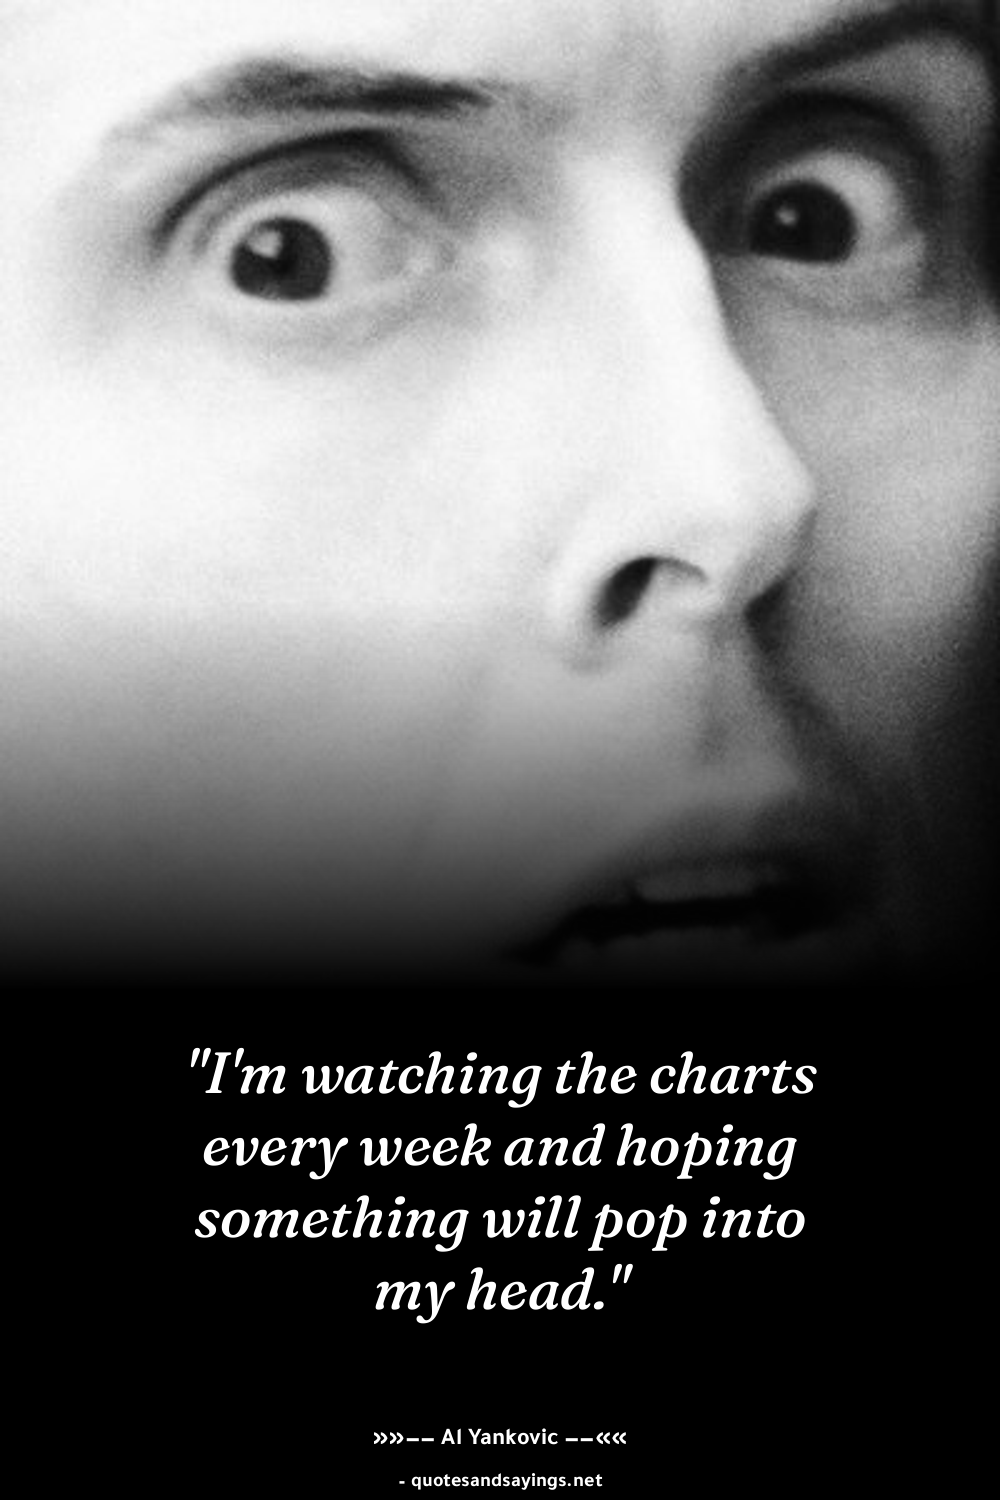 "I'm watching the charts
every week and hoping
something will pop into
my head."
»»−− Al Yankovic −−««
- quotesandsayings.net